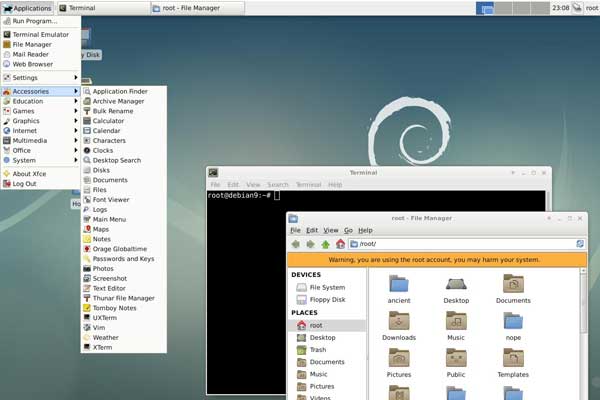 Applications
Terminal
root - File Manager
23:08
root
Run Program...
Terminal Emulator
File Manager
Mail Reader
Web Browser
Settings
Accessories
Education
Games
Graphics
Internet
Multimedia
Office
System
About Xfce
Log Out
y Disk
Ho
Application Finder
Archive Manager
Bulk Rename
Calculator
Calendar
Characters
Clocks
Desktop Search
Disks
Documents
Files
Font Viewer
Logs
Main Menu
Maps
Notes
Orage Globaltime
Passwords and Keys
Photos
Screenshot
Text Editor
Thunar File Manager
Tomboy Notes
UXTerm
Vim
Weather
XTerm
Terminal
File Edit View Search Terminal Help
root@debian9:~#
root - File Manager
File Edit View Go Help
/root/
Warning, you are using the root account, you may harm your system.
DEVICES
File System
Floppy Disk
PLACES
root
Desktop
Trash
Documents
Music
Pictures
Videos
ancient Desktop Documents
Downloads Music nope
Pictures Public Templates